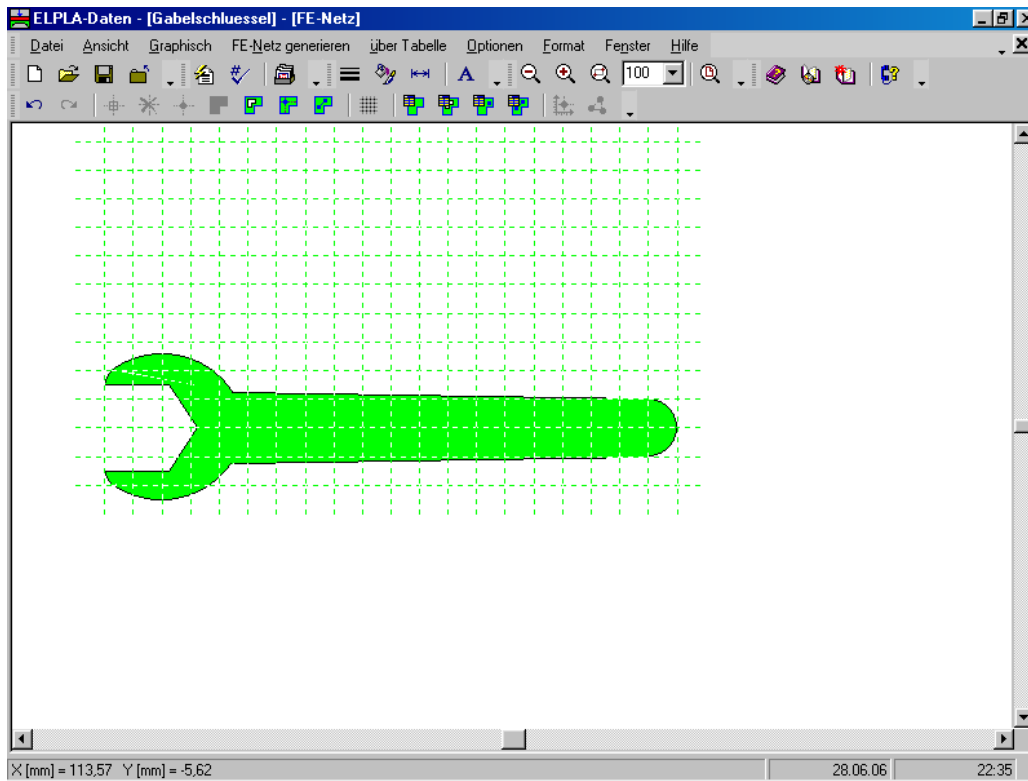 ELPLA-Daten - [Gabelschluessel] - [FE-Netz]
Datei Ansicht Graphisch FE-Netz generieren über Tabelle Optionen Format Fenster Hilfe
A 100
X [mm] = 113,57 Y [mm] = -5,62 28.06.06 22:35